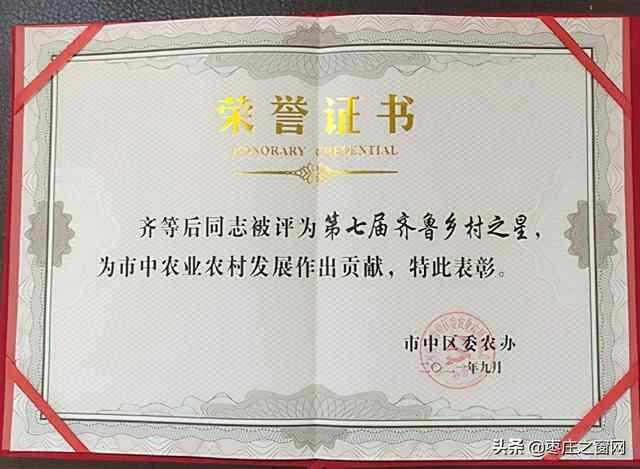 荣誉证书
HONORARY CREDENTIAL
齐等后同志被评为第七届齐鲁乡村之星，
为市中农业农村发展作出贡献，特此表彰。
市中区委农办
二〇二一年九月
头条@枣庄之窗网